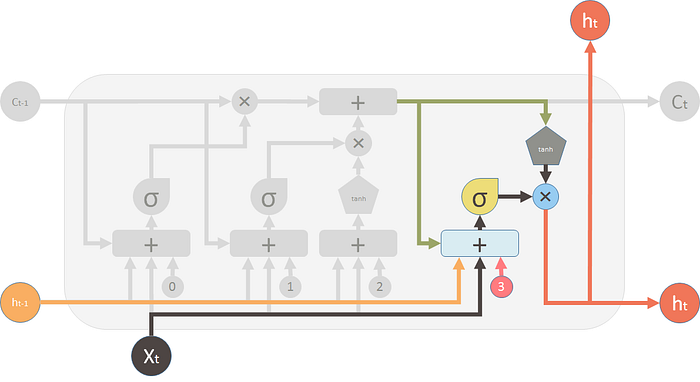 ht
Ct-1
×
+
Ct
×
tanh
σ
σ
tanh
σ
×
+
+
+
+
ht-1
0
1
2
3
ht
Xt